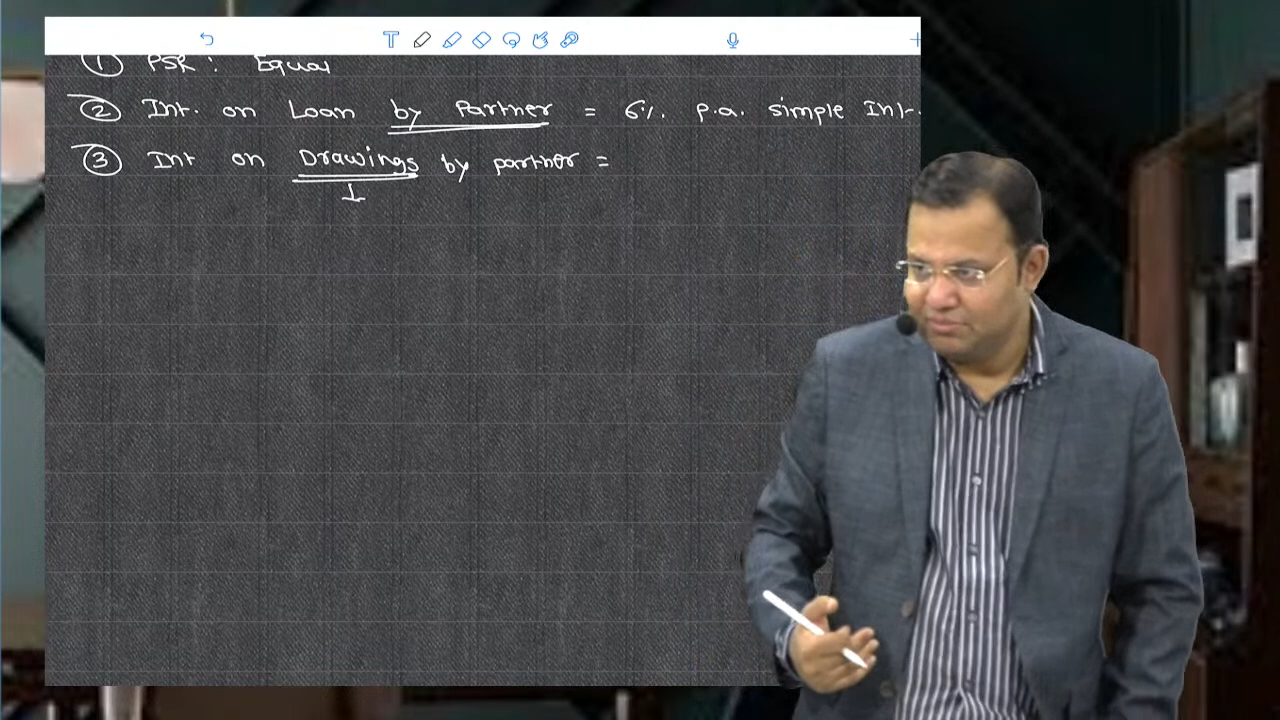 ① PSR : Equal
② Int. on Loan by Partner = 6%. p.a. simple Int.
③ Int on Drawings by partner =